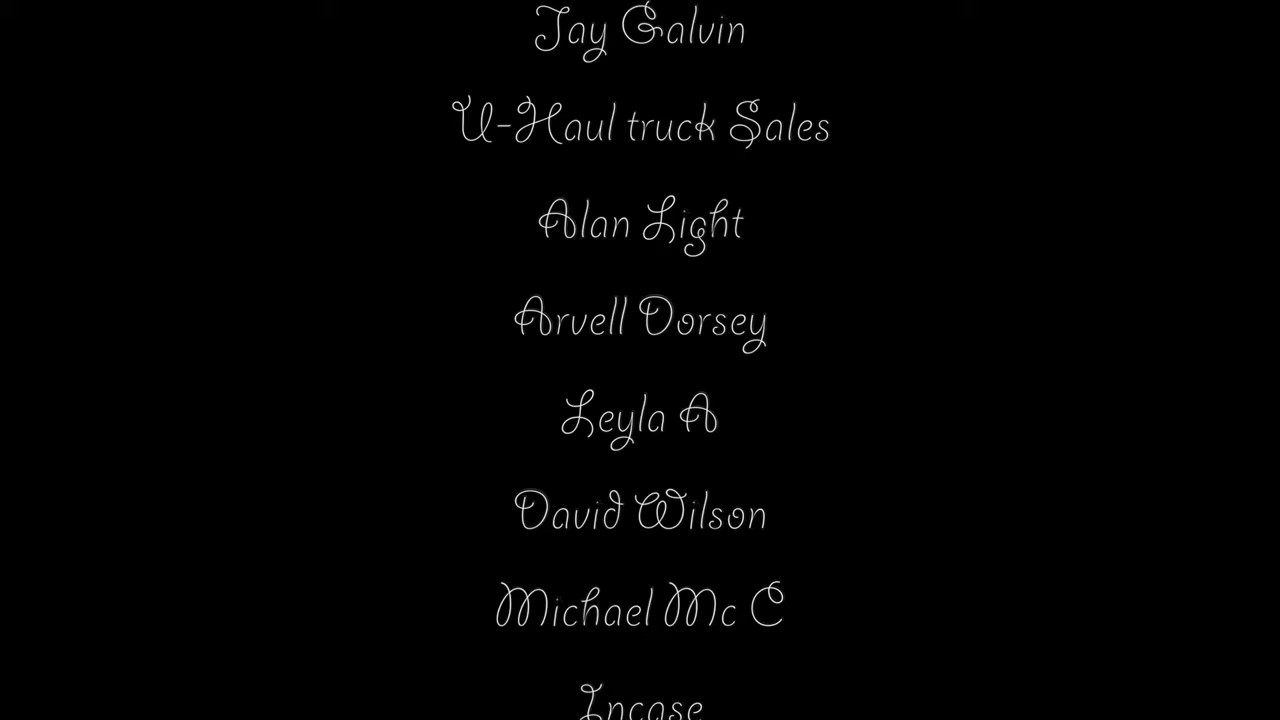 Jay Galvin
U-Haul truck Sales
Alan Light
Arvell Dorsey
Leyla A
David Wilson
Michael Mc C
Incase